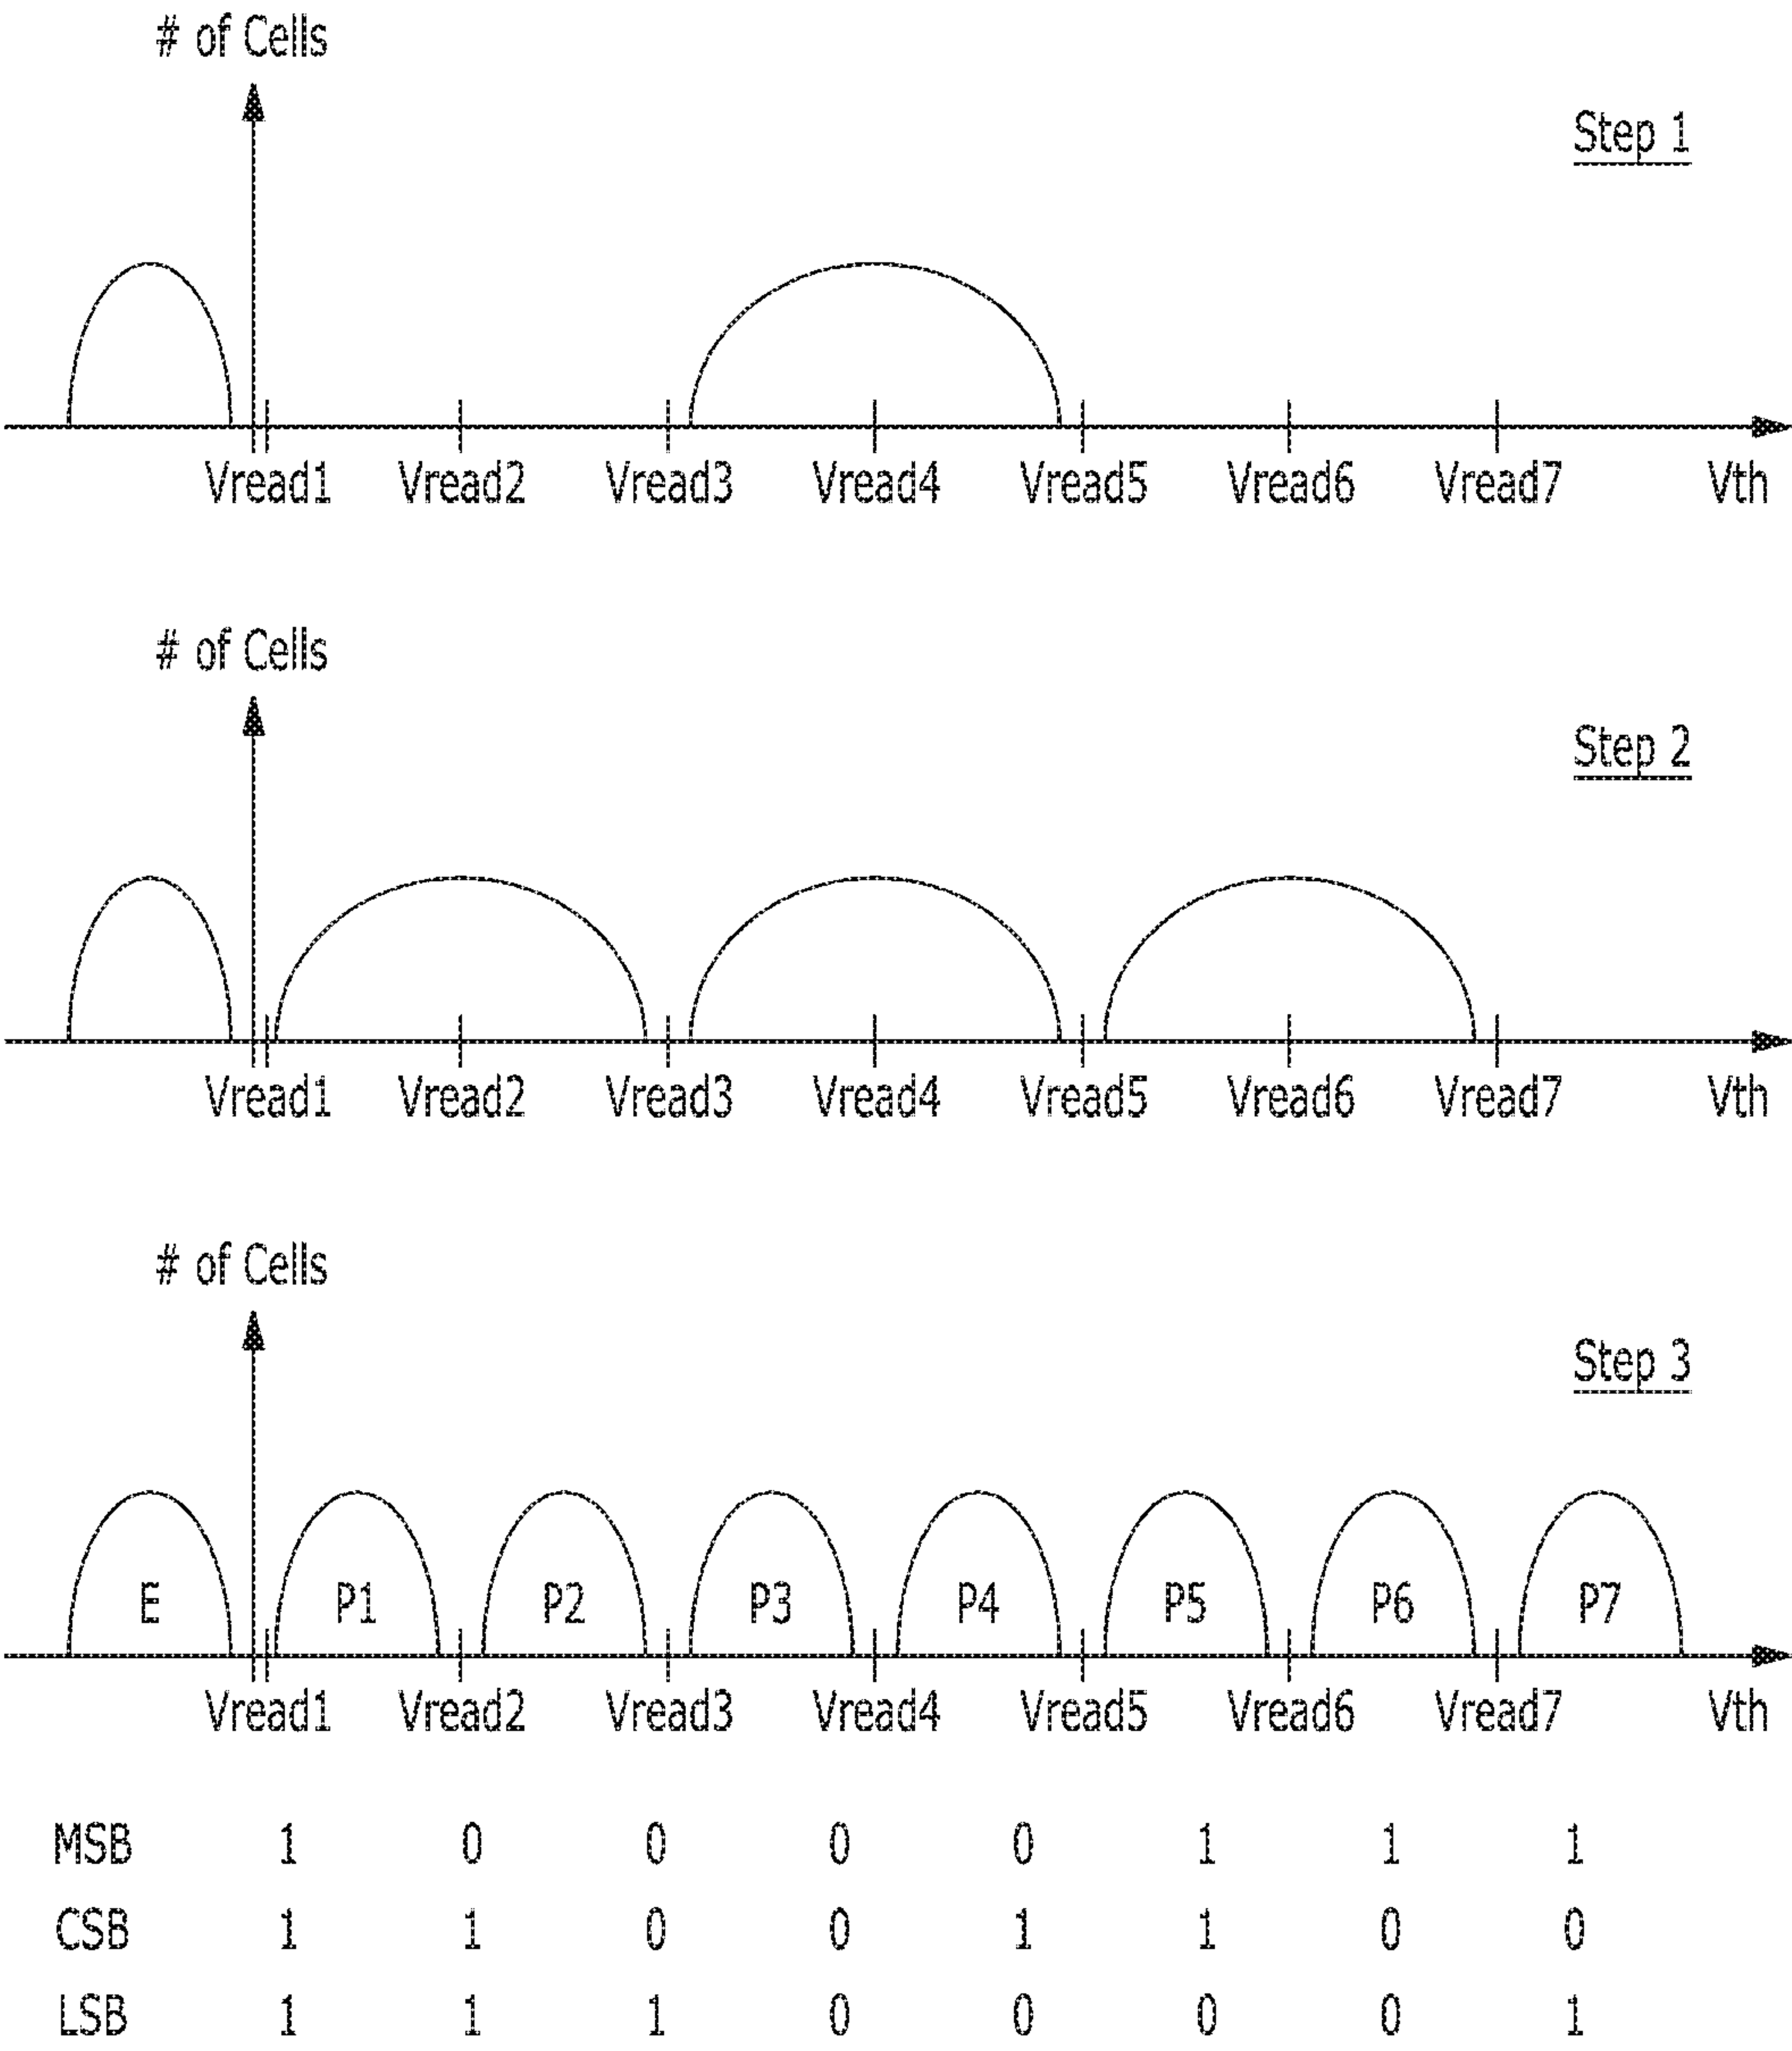 # of Cells
Step 1
Vread1 Vread2 Vread3 Vread4 Vread5 Vread6 Vread7 Vth
# of Cells
Step 2
Vread1 Vread2 Vread3 Vread4 Vread5 Vread6 Vread7 Vth
# of Cells
Step 3
E P1 P2 P3 P4 P5 P6 P7
Vread1 Vread2 Vread3 Vread4 Vread5 Vread6 Vread7 Vth
MSB 1 0 0 0 0 1 1 1
CSB 1 1 0 0 1 1 0 0
LSB 1 1 1 0 0 0 0 1